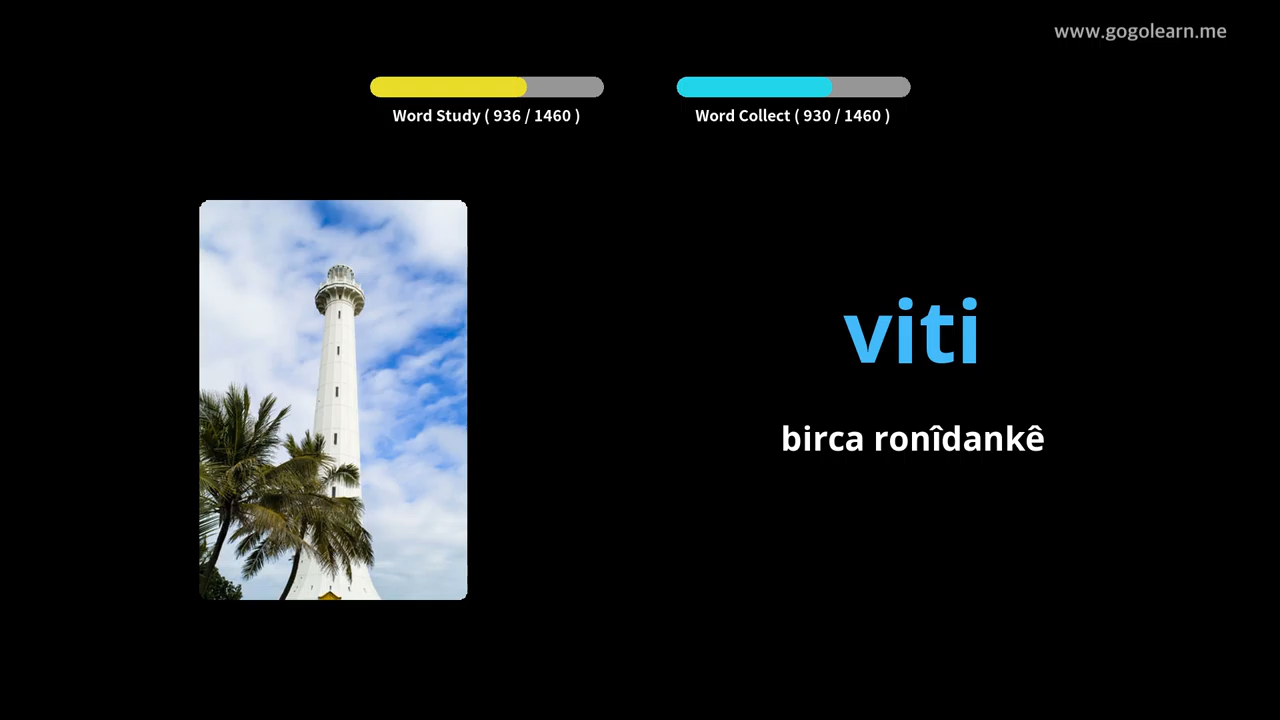 www.gogolearn.me
Word Study ( 936 / 1460 )
Word Collect ( 930 / 1460 )
viti
birca ronîdankê